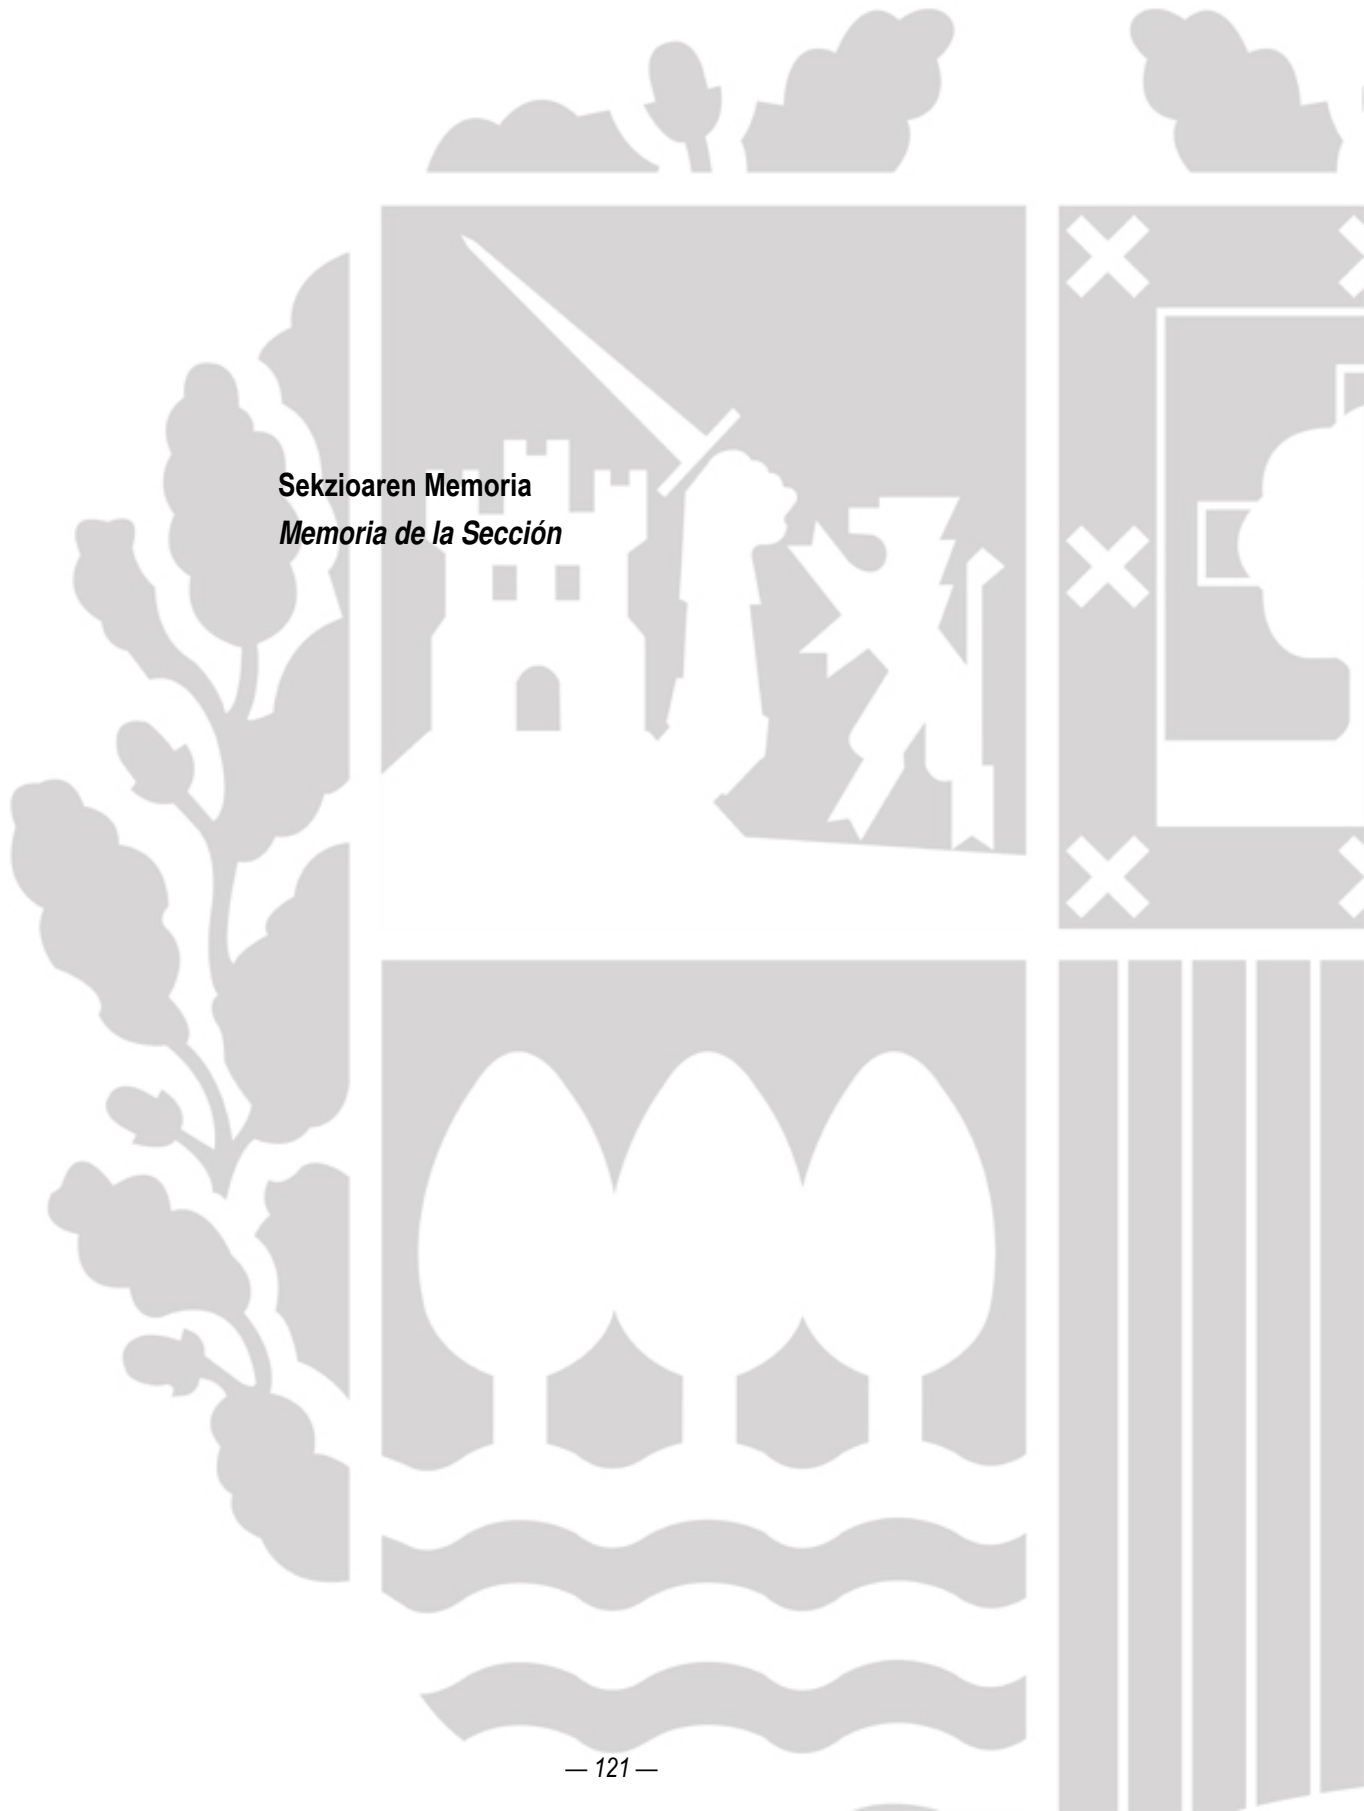 Sekzioaren Memoria
Memoria de la Sección
— 121 —